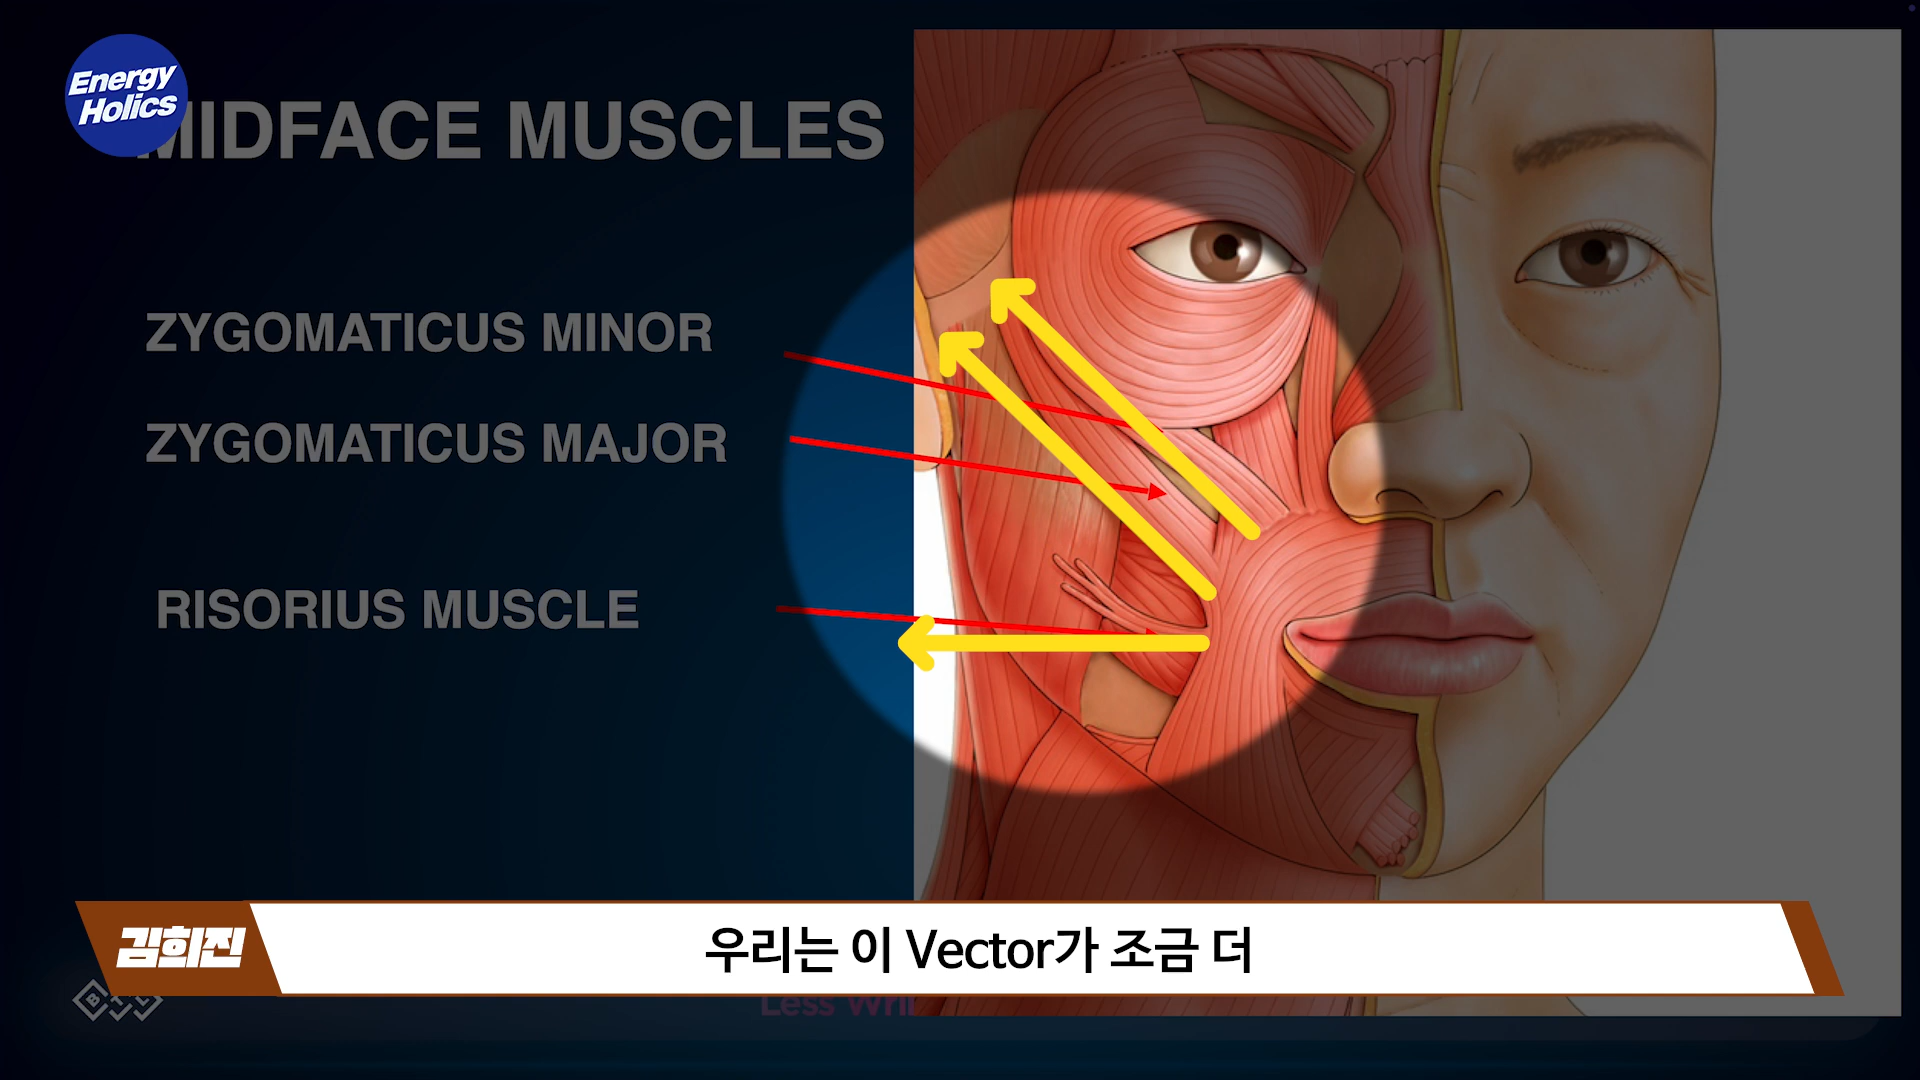 Energy
Holics
MIDFACE MUSCLES
ZYGOMATICUS MINOR
ZYGOMATICUS MAJOR
RISORIUS MUSCLE
김희진
우리는 이 Vector가 조금 더
Less